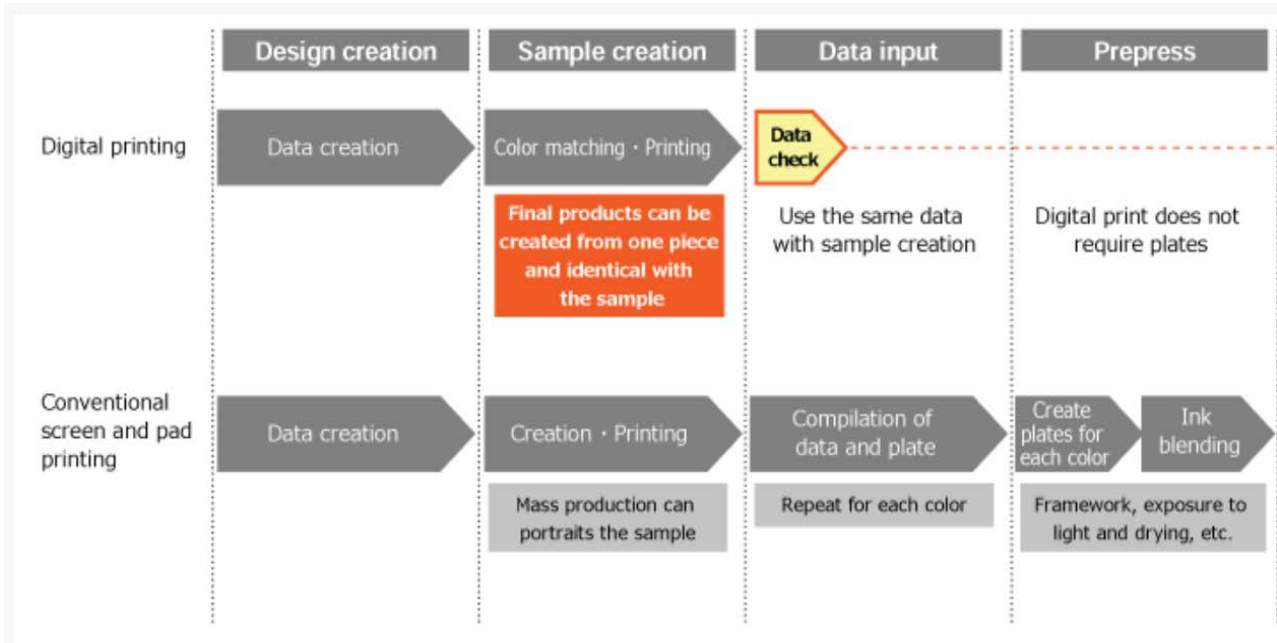 Design creation
Sample creation
Data input
Prepress
Digital printing
Data creation
Color matching・Printing
Data
check
Final products can be
created from one piece
and identical with
the sample
Use the same data
with sample creation
Digital print does not
require plates
Conventional
screen and pad
printing
Data creation
Creation・Printing
Compilation of
data and plate
Create
plates for
each color
Ink
blending
Mass production can
portraits the sample
Repeat for each color
Framework, exposure to
light and drying, etc.